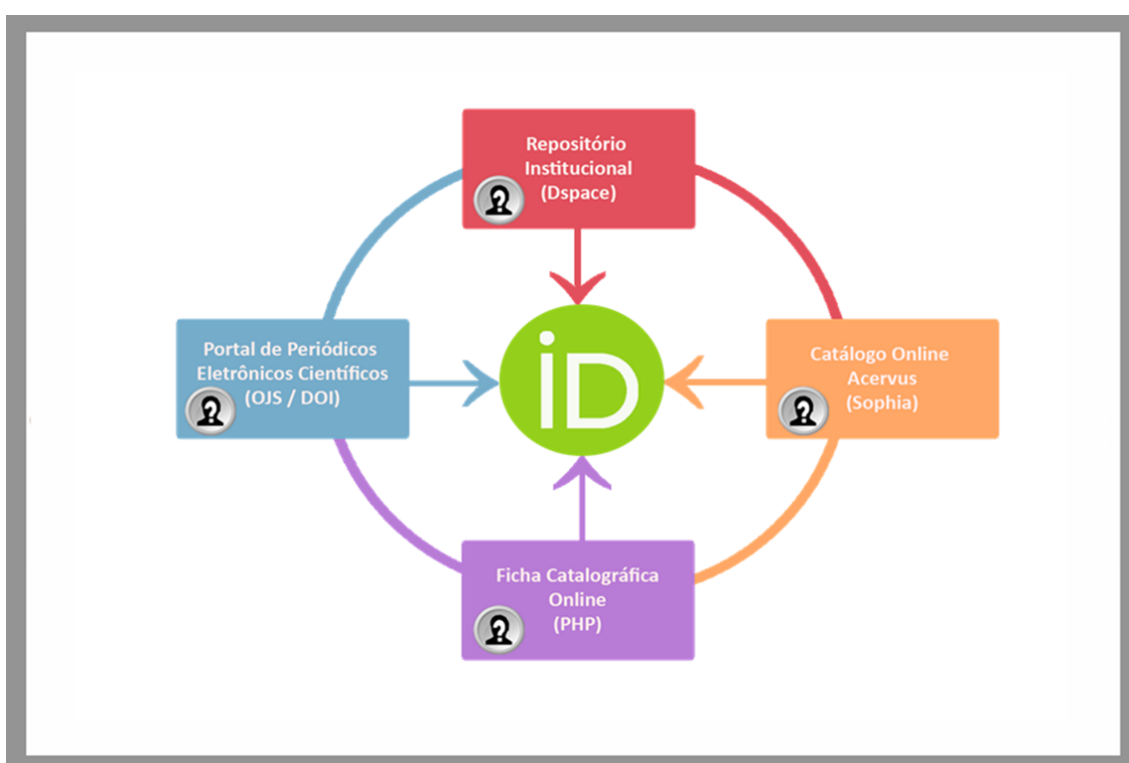 Repositório
Institucional
(Dspace)
Portal de Periódicos
Eletrônicos Científicos
(OJS / DOI)
iD
Catálogo Online
Acervus
(Sophia)
Ficha Catalográfica
Online
(PHP)